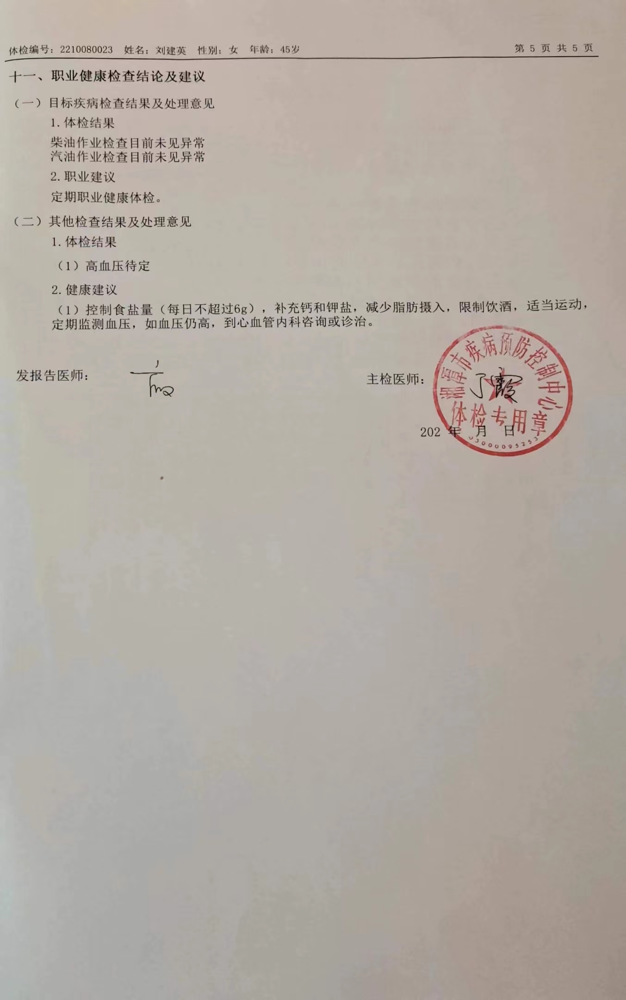 体检编号：2210080023 姓名：刘建英 性别：女 年龄：45岁 第 5 页 共 5 页
十一、职业健康检查结论及建议
（一）目标疾病检查结果及处理意见
1.体检结果
柴油作业检查目前未见异常
汽油作业检查目前未见异常
2.职业建议
定期职业健康体检。
（二）其他检查结果及处理意见
1.体检结果
（1）高血压待定
2.健康建议
（1）控制食盐量（每日不超过6g），补充钙和钾盐，减少脂肪摄入，限制饮酒，适当运动，
定期监测血压，如血压仍高，到心血管内科咨询或诊治。
发报告医师： 主检医师：
湘潭市疾病预防控制中心
体检专用章
202 年 月 日
03000095253